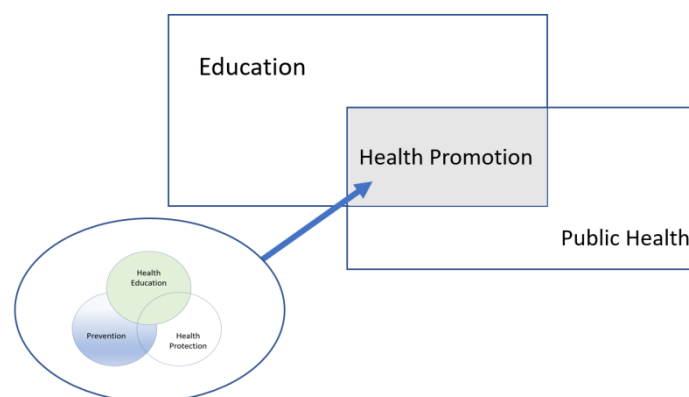 Education
Health Promotion
Public Health
Health
Education
Prevention
Health
Protection